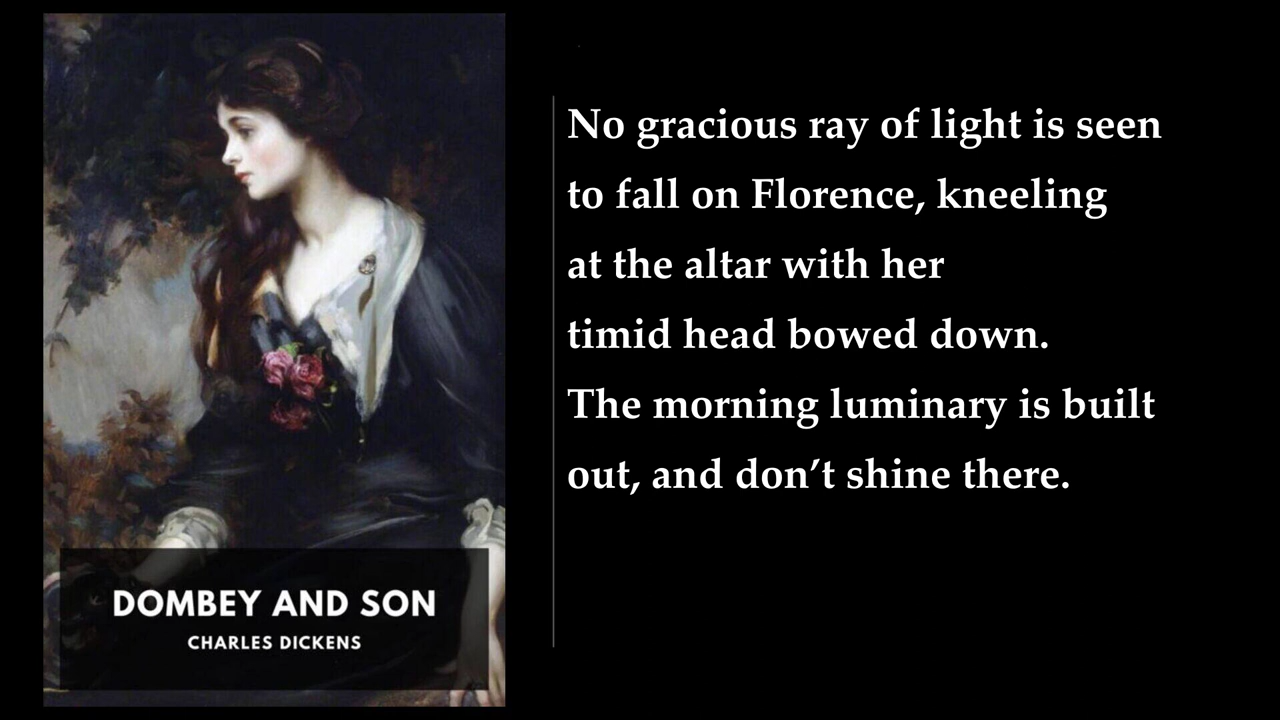 No gracious ray of light is seen
to fall on Florence, kneeling
at the altar with her
timid head bowed down.
The morning luminary is built
out, and don’t shine there.
DOMBEY AND SON
CHARLES DICKENS